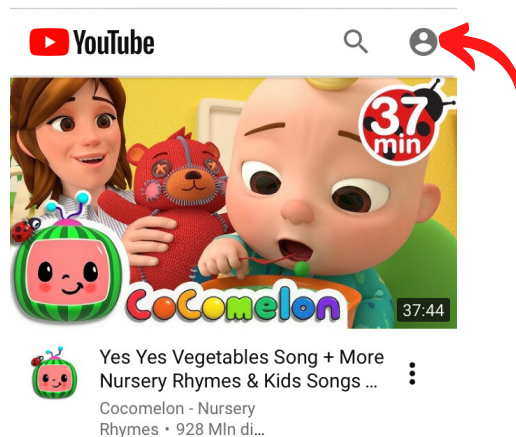 YouTube
37
min
CoComelon
37:44
Yes Yes Vegetables Song + More
Nursery Rhymes & Kids Songs ...
Cocomelon - Nursery
Rhymes • 928 Mln di...